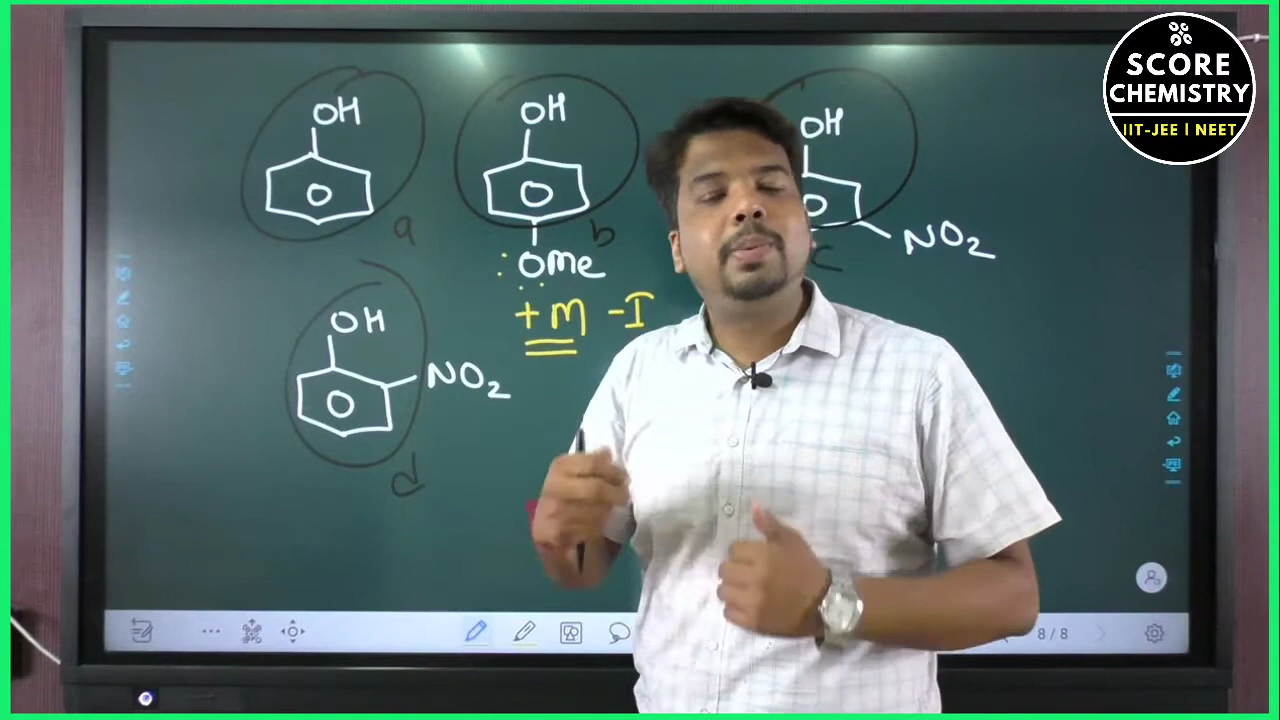 OH
OH
OH
a
b
c
NO2
:OMe
+M -I
OH
NO2
d
SCORE
CHEMISTRY
IIT-JEE | NEET
8/8